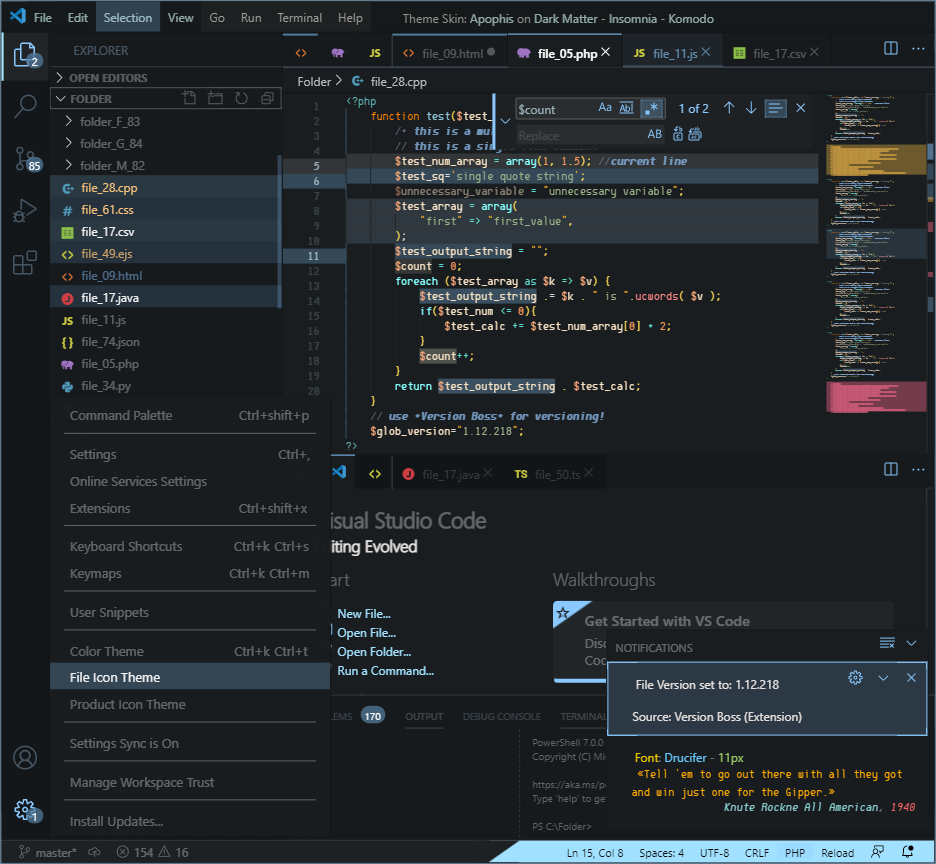 File Edit Selection View Go Run Terminal Help Theme Skin: Apophis on Dark Matter - Insomnia - Komodo
2
EXPLORER
JS file_09.html file_05.php JS file_11.js file_17.csv
OPEN EDITORS
FOLDER
folder_F_83
folder_G_84
folder_M_82
85
file_28.cpp
# file_61.css
file_17.csv
file_49.ejs
file_09.html
file_17.java
JS file_11.js
{} file_74.json
file_05.php
file_34.py
Folder > file_28.cpp
$count Aa Abl .* 1 of 2
Replace AB
1 <?php
2 function test($test_
3 /* this is a mu
4 // this is a sing
5 $test_num_array = array(1, 1.5); //current line
6 $test_sq='single quote string';
7 $unnecessary_variable = "unnecessary variable";
8 $test_array = array(
9 "first" => "first_value",
10 );
11 $test_output_string = "";
12 $count = 0;
13 foreach ($test_array as $k => $v) {
14 $test_output_string .= $k . " is ".ucwords( $v );
15 if($test_num <= 0){
16 $test_calc += $test_num_array[0] * 2;
17 }
18 $count++;
19 }
20 return $test_output_string . $test_calc;
}
// use *Version Boss* for versioning!
$glob_version="1.12.218";
?>
Command Palette Ctrl+shift+p
Settings Ctrl+,
Online Services Settings
Extensions Ctrl+shift+x
Keyboard Shortcuts Ctrl+k Ctrl+s
Keymaps Ctrl+k Ctrl+m
User Snippets
Color Theme Ctrl+k Ctrl+t
File Icon Theme
Product Icon Theme
Settings Sync is On
Manage Workspace Trust
Install Updates...
1
file_17.java TS file_50.ts
isual Studio Code
iting Evolved
art
New File...
Open File...
Open Folder...
Run a Command...
Walkthroughs
Get Started with VS Code
Disc
Coo
NOTIFICATIONS
File Version set to: 1.12.218
Source: Version Boss (Extension)
LEMS 170 OUTPUT DEBUG CONSOLE TERMINAL
PowerShell 7.0.0
Copyright (C) Mi
https://aka.ms/p
Type 'help' to ge
PS C:\Folder>
Font: Drucifer - 11px
«Tell 'em to go out there with all they got
and win just one for the Gipper.»
Knute Rockne All American, 1940
master* 154 16 Ln 15, Col 8 Spaces: 4 UTF-8 CRLF PHP Reload